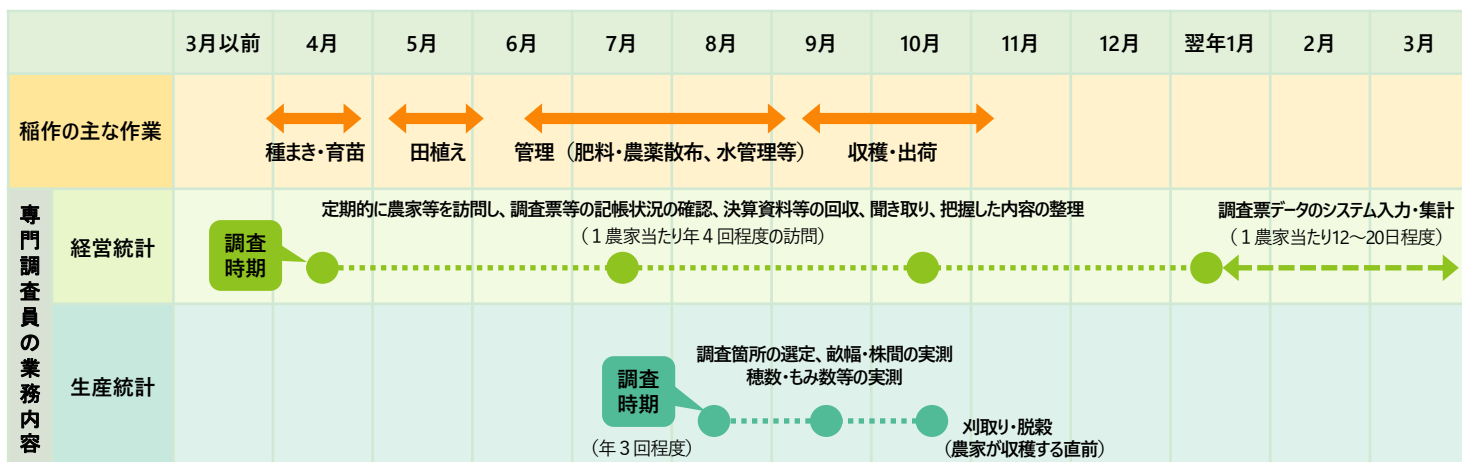 3月以前 4月 5月 6月 7月 8月 9月 10月 11月 12月 翌年1月 2月 3月
稲作の主な作業
種まき・育苗 田植え 管理（肥料・農薬散布、水管理等） 収穫・出荷
専門調査員の業務内容
経営統計
定期的に農家等を訪問し、調査票等の記帳状況の確認、決算資料等の回収、聞き取り、把握した内容の整理
（１農家当たり年４回程度の訪問）
調査
時期
調査票データのシステム入力・集計
（１農家当たり12～20日程度）
生産統計
調査箇所の選定、畝幅・株間の実測
穂数・もみ数等の実測
調査
時期
（年３回程度）
刈取り・脱穀
（農家が収穫する直前）